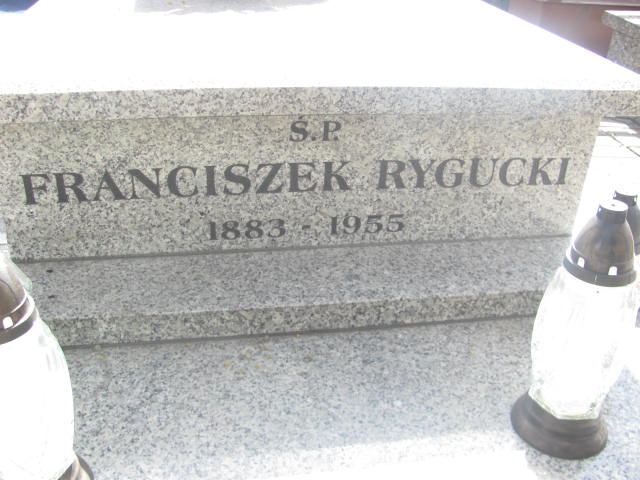 Ś.P.
FRANCISZEK RYGUCKI
1883 - 1955